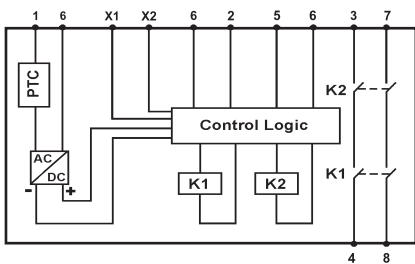 1 6 X1 X2 6 2 5 6 3 7
PTC
K2
Control Logic
AC
DC
- +
K1 K2
K1
4 8